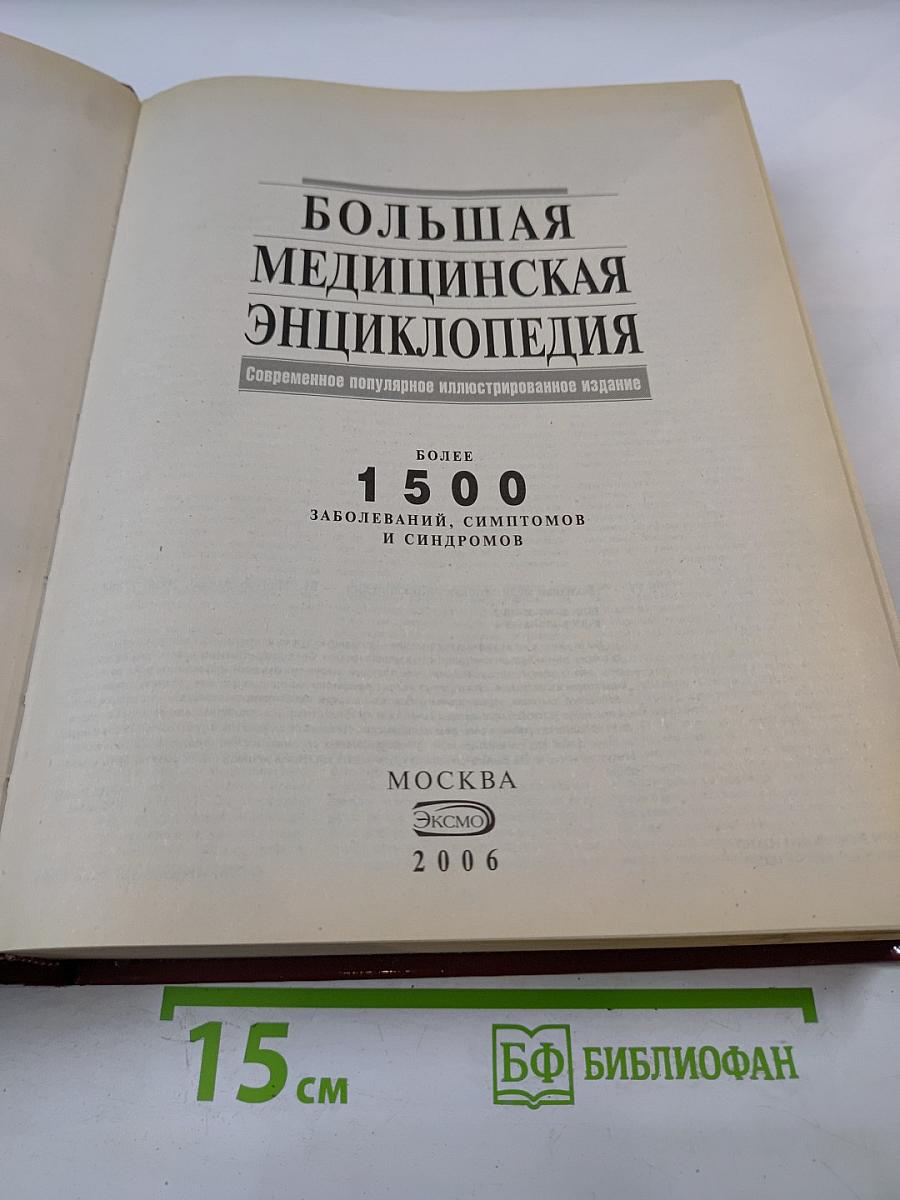 БОЛЬШАЯ
МЕДИЦИНСКАЯ
ЭНЦИКЛОПЕДИЯ
Современное популярное иллюстрированное издание
БОЛЕЕ
1500
ЗАБОЛЕВАНИЙ, СИМПТОМОВ
И СИНДРОМОВ
МОСКВА
ЭКСМО
2006
15 см
БФ БИБЛИОФАН